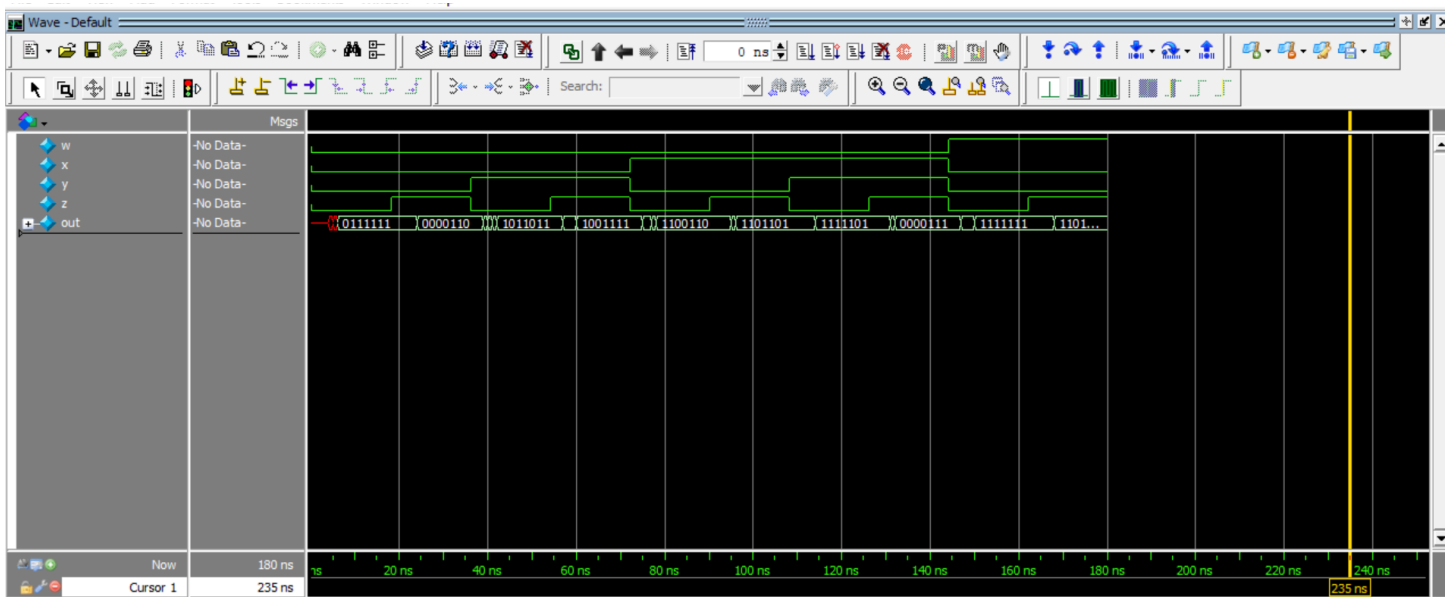 Wave - Default
0 ns
Search:
Msgs
w -No Data-
x -No Data-
y -No Data-
z -No Data-
out -No Data- 0111111 0000110 1011011 1001111 1100110 1101101 1111101 0000111 1111111 1101...
Now 180 ns ns 20 ns 40 ns 60 ns 80 ns 100 ns 120 ns 140 ns 160 ns 180 ns 200 ns 220 ns 240 ns
Cursor 1 235 ns 235 ns